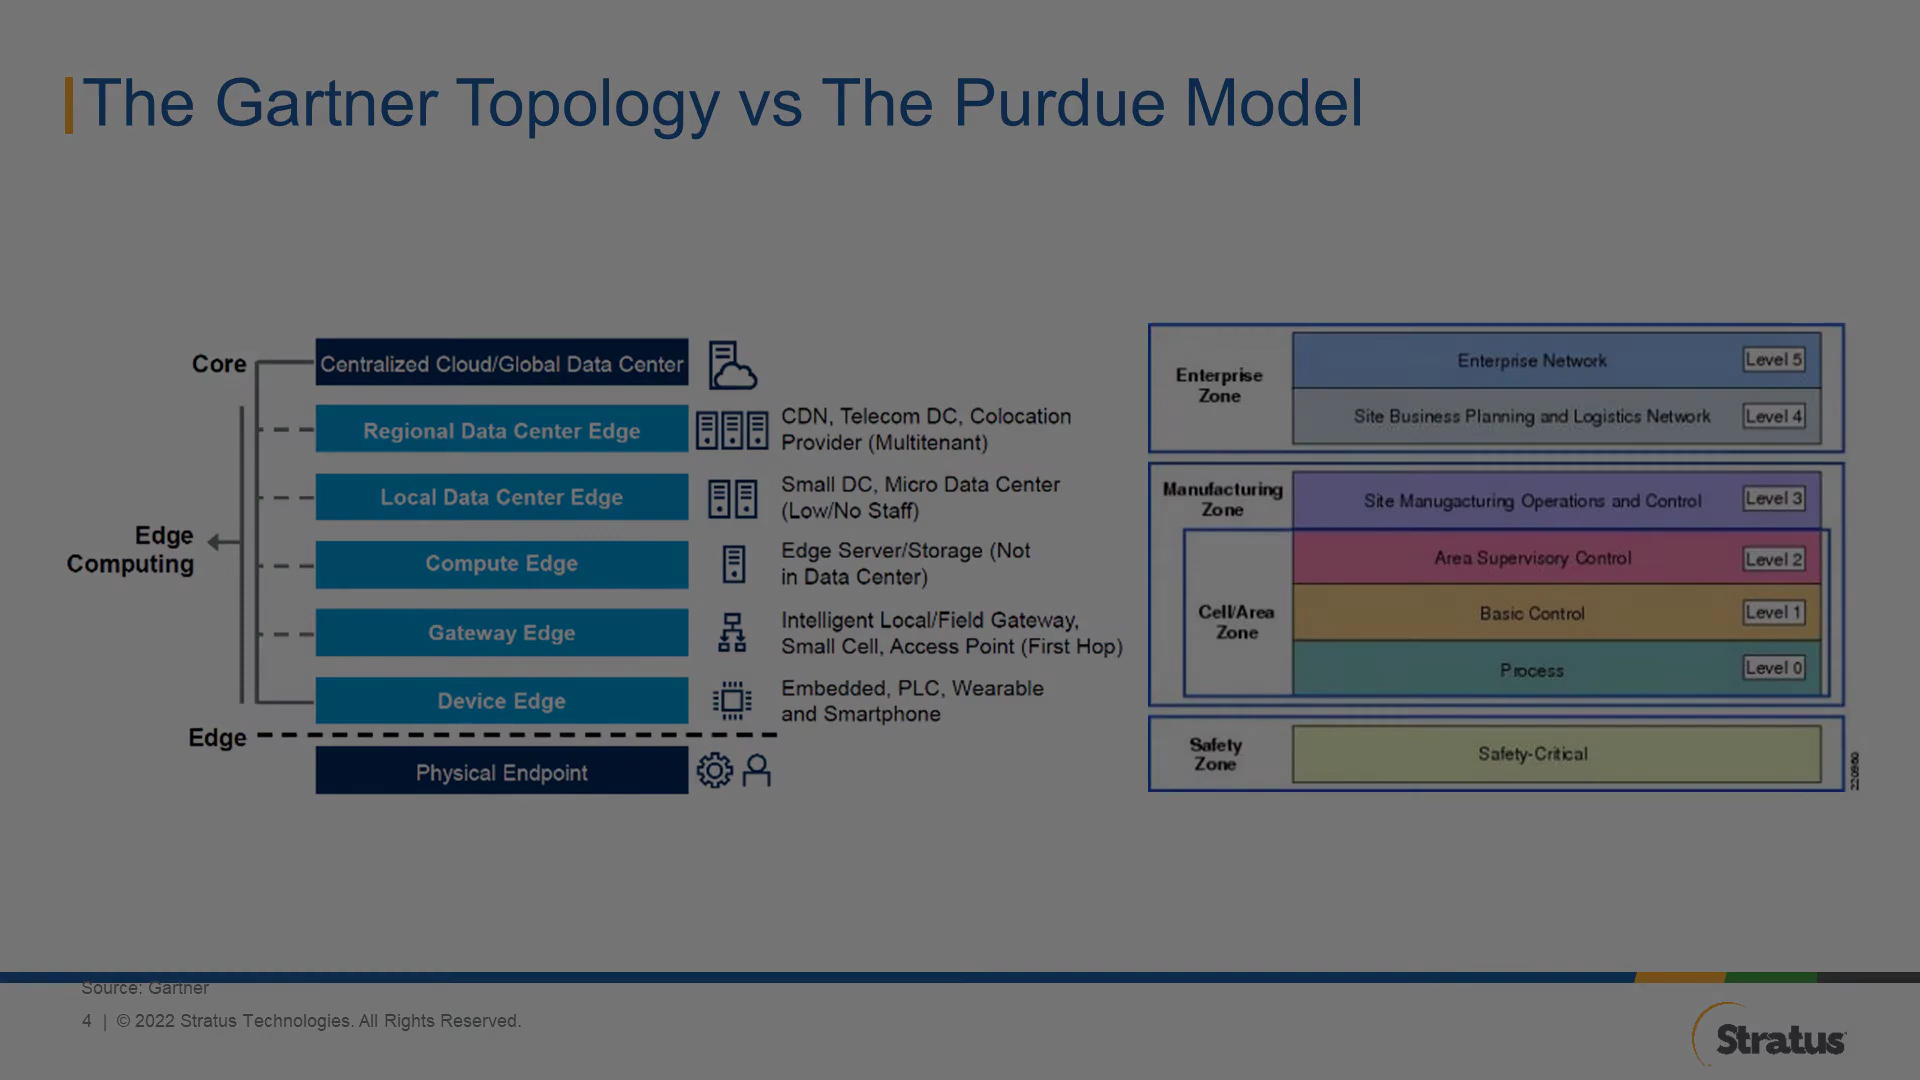 The Gartner Topology vs The Purdue Model
Core
Centralized Cloud/Global Data Center
Regional Data Center Edge
CDN, Telecom DC, Colocation
Provider (Multitenant)
Local Data Center Edge
Small DC, Micro Data Center
(Low/No Staff)
Edge
Computing
Compute Edge
Edge Server/Storage (Not
in Data Center)
Gateway Edge
Intelligent Local/Field Gateway,
Small Cell, Access Point (First Hop)
Device Edge
Embedded, PLC, Wearable
and Smartphone
Edge
Physical Endpoint
Enterprise
Zone
Enterprise Network
Level 5
Site Business Planning and Logistics Network
Level 4
Manufacturing
Zone
Site Manugacturing Operations and Control
Level 3
Cell/Area
Zone
Area Supervisory Control
Level 2
Basic Control
Level 1
Process
Level 0
Safety
Zone
Safety-Critical
220950
Source: Gartner
4 | © 2022 Stratus Technologies. All Rights Reserved.
Stratus